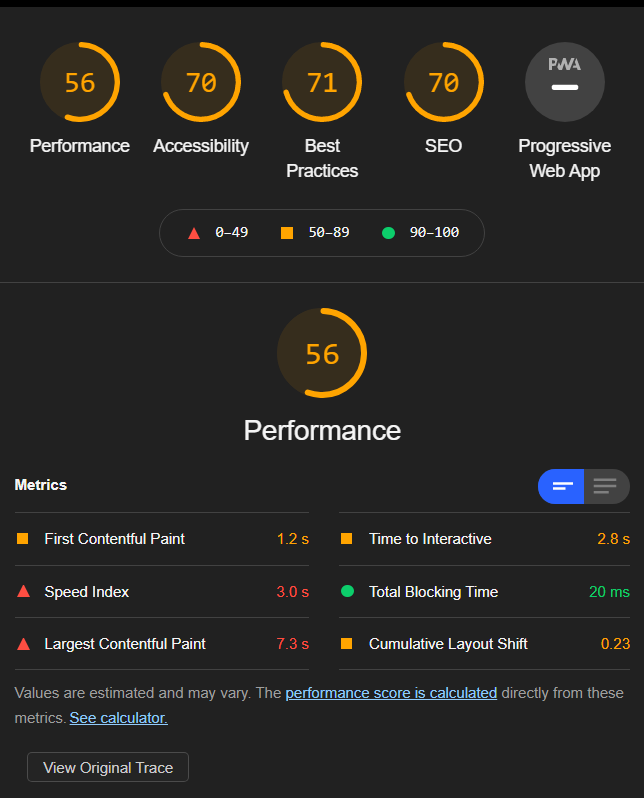 56
70
71
70
PWA
Performance
Accessibility
Best
Practices
SEO
Progressive
Web App
0–49
50–89
90–100
56
Performance
Metrics
First Contentful Paint 1.2 s
Time to Interactive 2.8 s
Speed Index 3.0 s
Total Blocking Time 20 ms
Largest Contentful Paint 7.3 s
Cumulative Layout Shift 0.23
Values are estimated and may vary. The performance score is calculated directly from these
metrics. See calculator.
View Original Trace